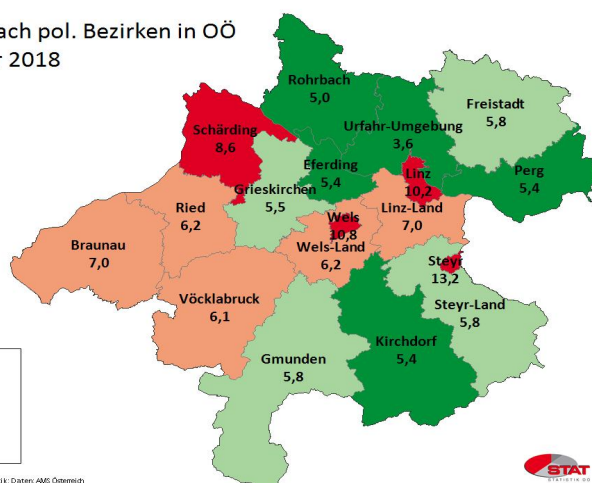 ach pol. Bezirken in OÖ
2018
Rohrbach
5,0
Freistadt
5,8
Urfahr-Umgebung
3,6
Schärding
8,6
Eferding
5,4
Linz
10,2
Perg
5,4
Grieskirchen
5,5
Ried
6,2
Wels
10,8
Linz-Land
7,0
Braunau
7,0
Wels-Land
6,2
Steyr
13,2
Vöcklabruck
6,1
Steyr-Land
5,8
Kirchdorf
5,4
Gmunden
5,8
STAT
STATISTIK OÖ
ik; Daten: AMS Österreich